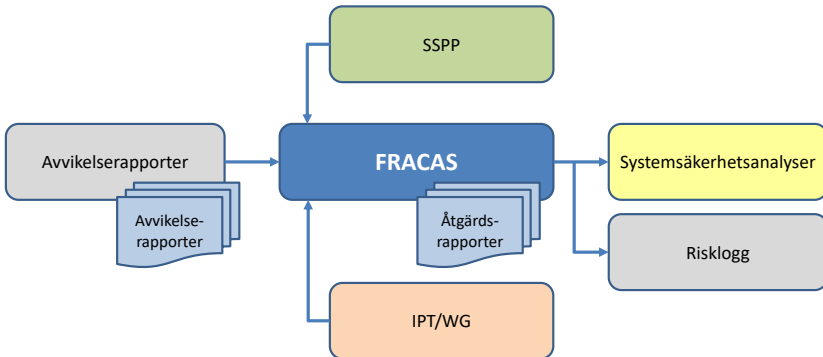 SSPP
Avvikelserapporter
FRACAS
Systemsäkerhetsanalyser
Avvikelse-
rapporter
Åtgärds-
rapporter
Risklogg
IPT/WG